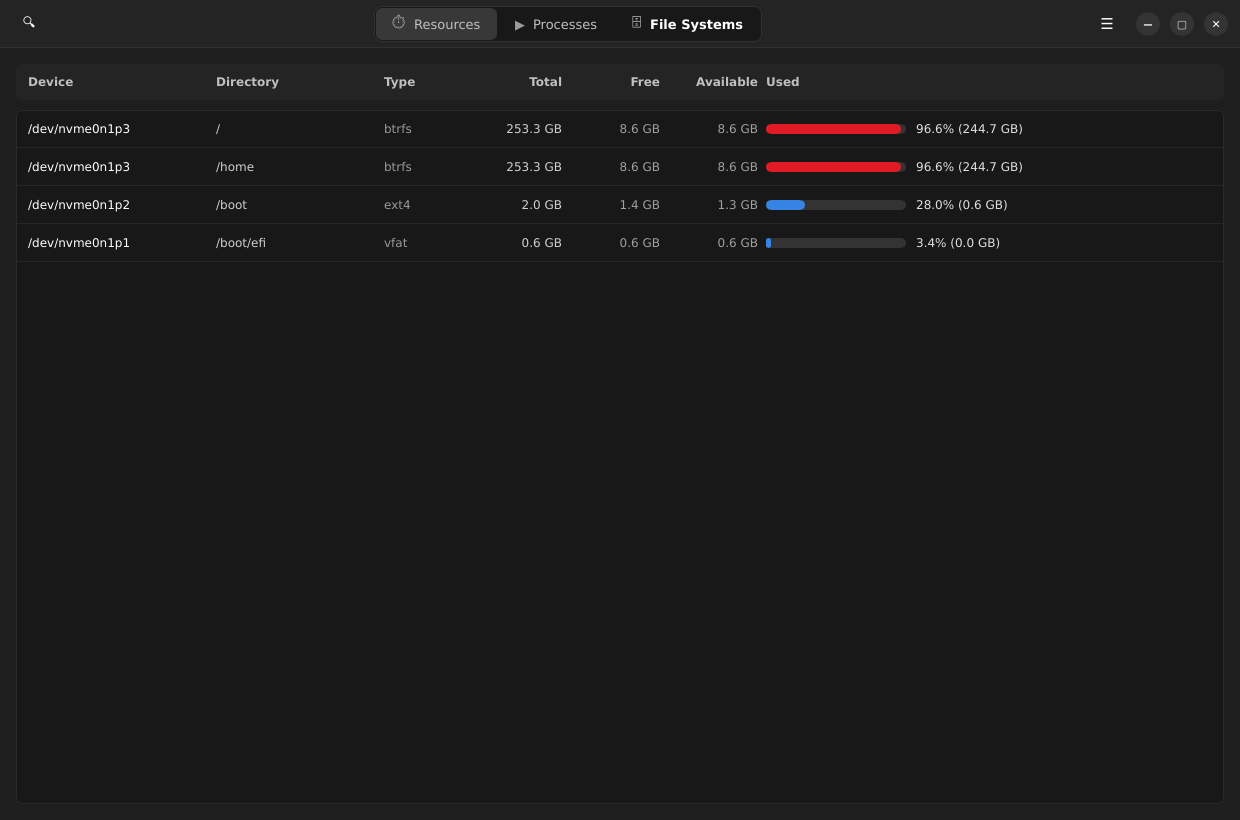 Resources Processes File Systems
Device Directory Type Total Free Available Used
/dev/nvme0n1p3 / btrfs 253.3 GB 8.6 GB 8.6 GB 96.6% (244.7 GB)
/dev/nvme0n1p3 /home btrfs 253.3 GB 8.6 GB 8.6 GB 96.6% (244.7 GB)
/dev/nvme0n1p2 /boot ext4 2.0 GB 1.4 GB 1.3 GB 28.0% (0.6 GB)
/dev/nvme0n1p1 /boot/efi vfat 0.6 GB 0.6 GB 0.6 GB 3.4% (0.0 GB)